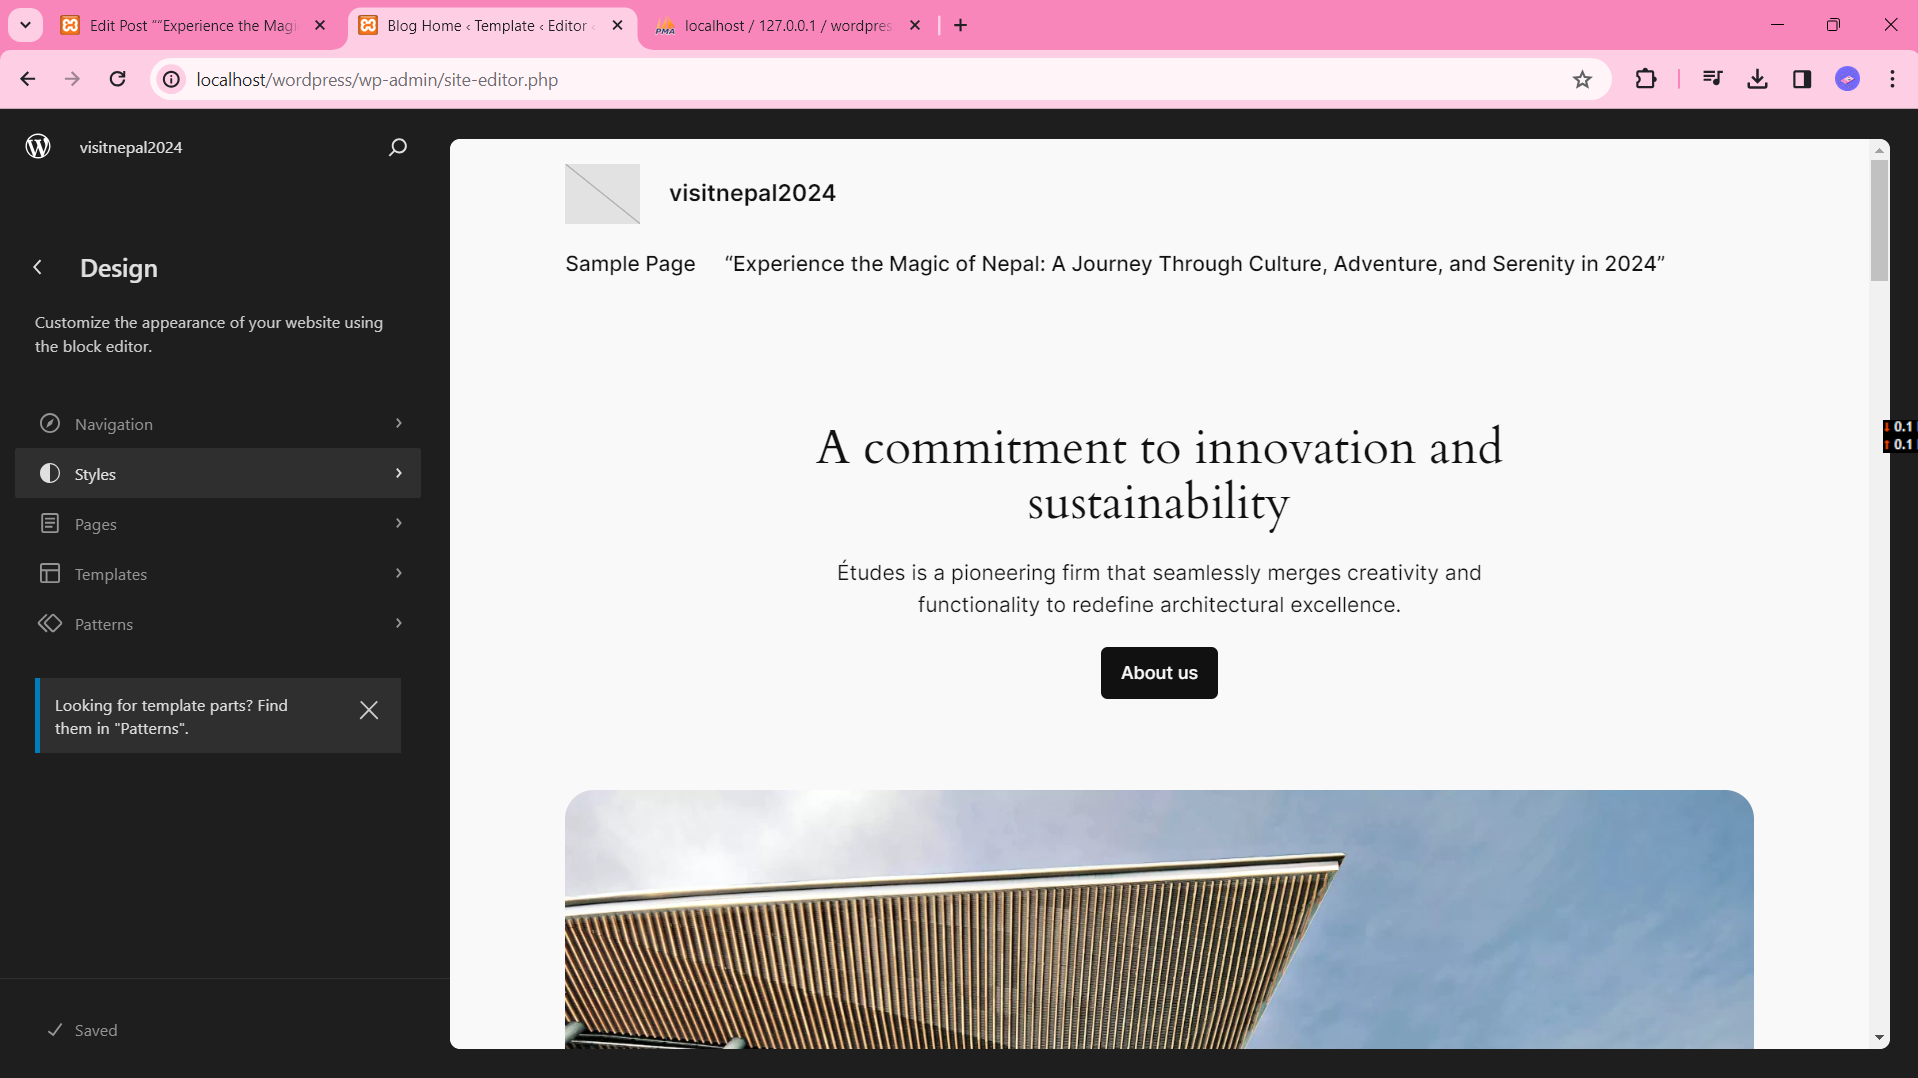 Edit Post ““Experience the Magi
Blog Home ‹ Template ‹ Editor ‹
PMA
localhost / 127.0.0.1 / wordpres
localhost/wordpress/wp-admin/site-editor.php
visitnepal2024
Design
Customize the appearance of your website using
the block editor.
Navigation
Styles
Pages
Templates
Patterns
Looking for template parts? Find
them in "Patterns".
Saved
visitnepal2024
Sample Page “Experience the Magic of Nepal: A Journey Through Culture, Adventure, and Serenity in 2024”
A commitment to innovation and
sustainability
Études is a pioneering firm that seamlessly merges creativity and
functionality to redefine architectural excellence.
About us
0.1
0.1